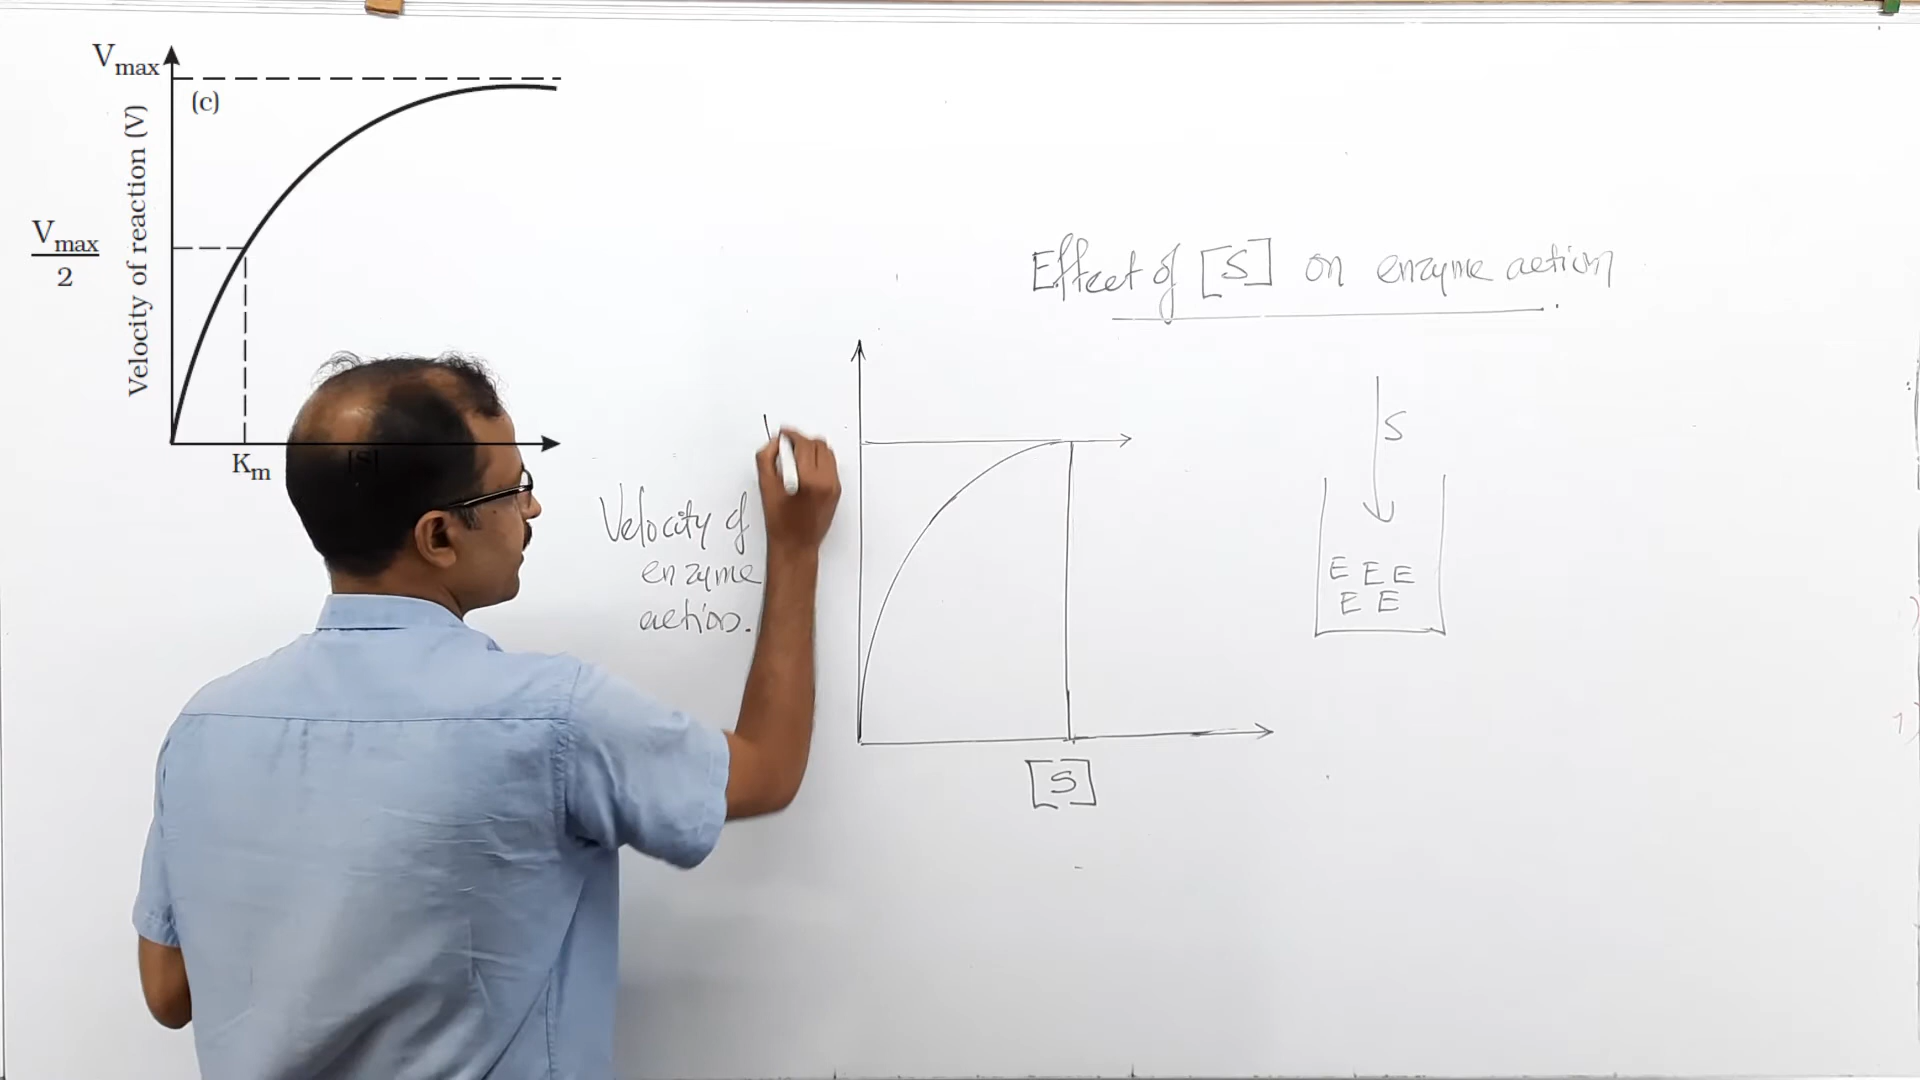 Vmax
(c)
Velocity of reaction (V)
Vmax
2
Km
[S]
Effect of [S] on enzyme action
Velocity of
enzyme
action.
[S]
S
E E E
E E